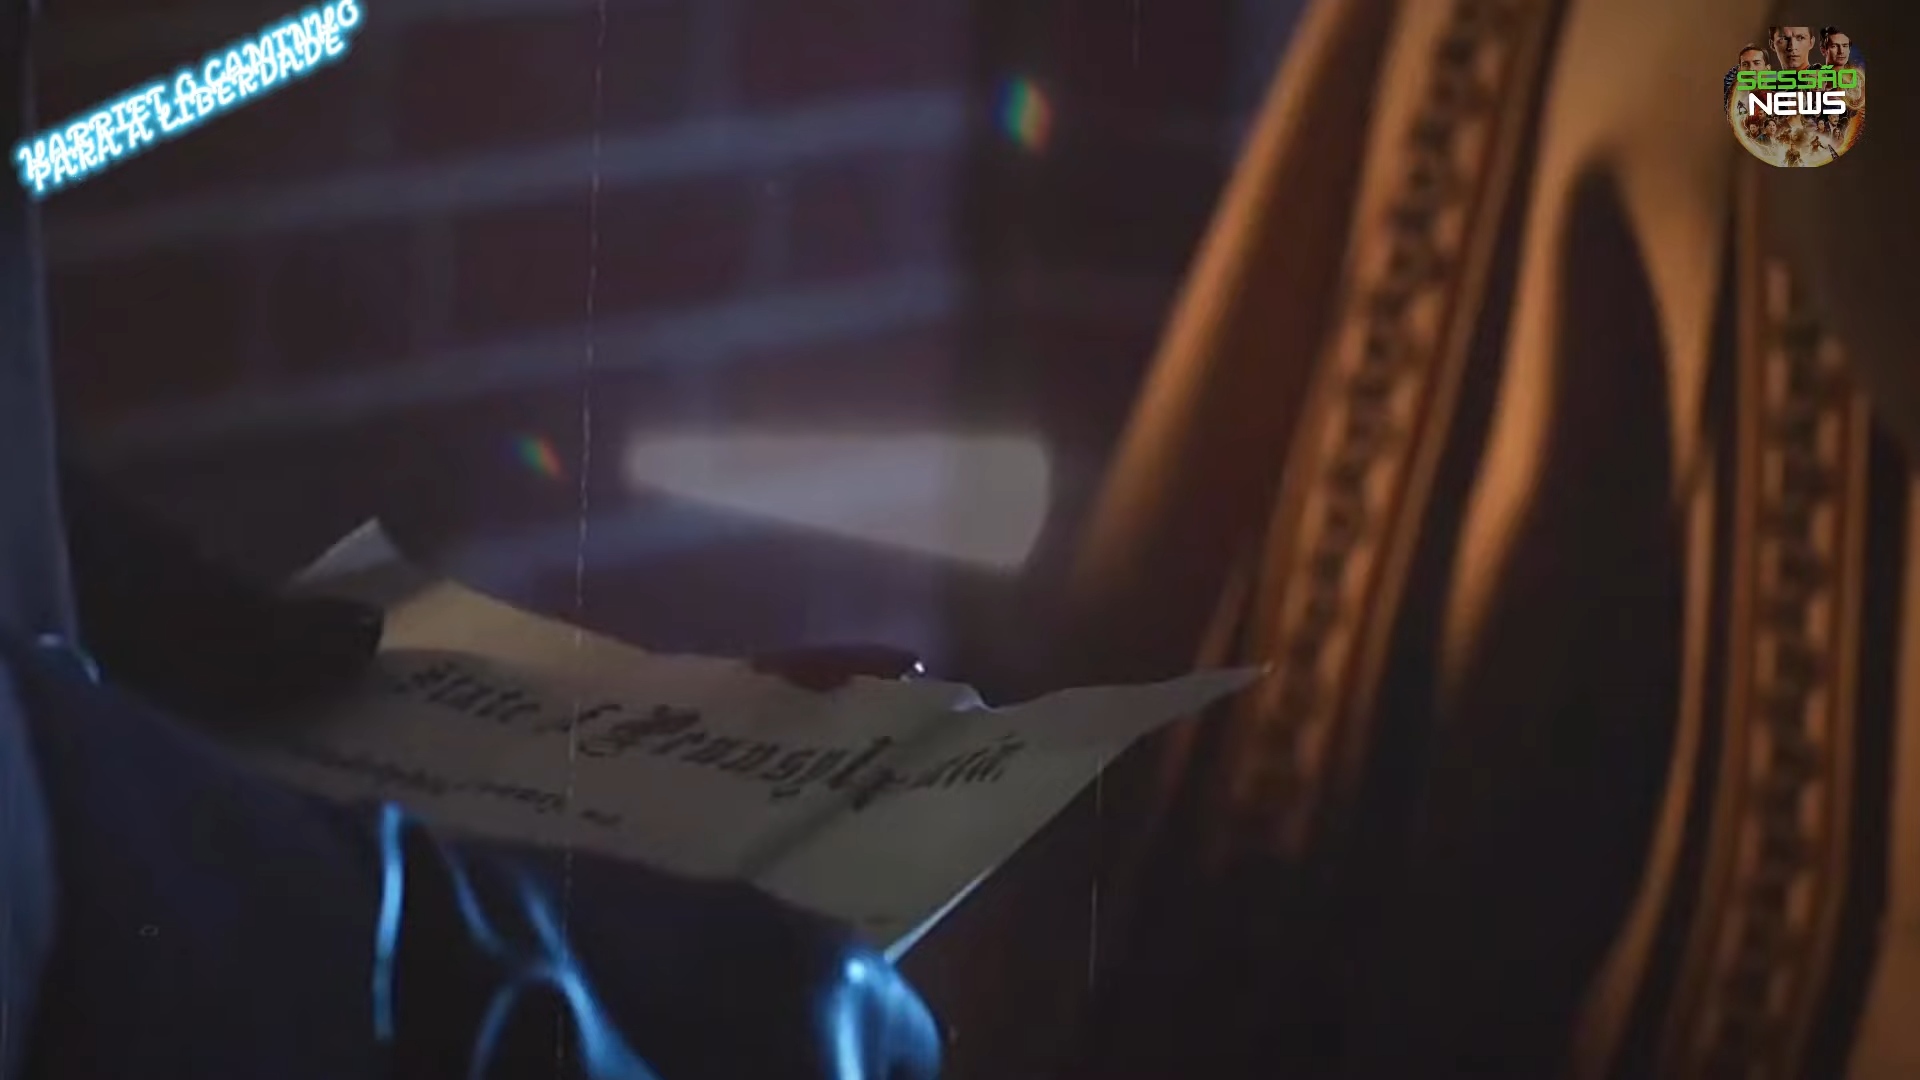 HARRIET O CAMINHO
PARA A LIBERDADE
SESSÃO
NEWS
State of Pennsylvania